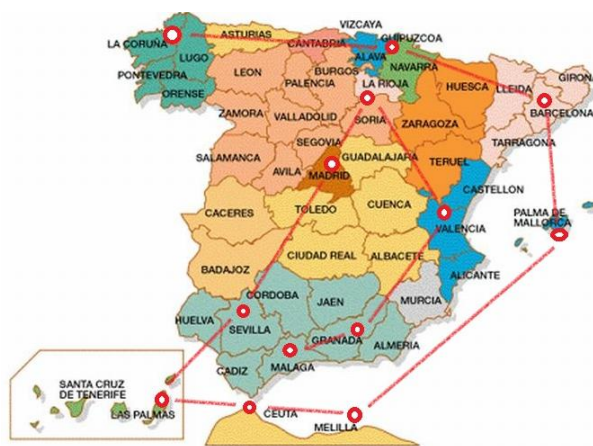 VIZCAYA
ASTURIAS
GUIPUZCOA
LA CORUÑA
CANTABRIA
LUGO
ALAVA
GIRONA
NAVARRA
PONTEVEDRA
LEON
BURGOS
PALENCIA
LA RIOJA
HUESCA
LLEIDA
ORENSE
BARCELONA
ZAMORA
VALLADOLID
SORIA
ZARAGOZA
TARRAGONA
SEGOVIA
SALAMANCA
GUADALAJARA
TERUEL
AVILA
MADRID
CASTELLON
CACERES
TOLEDO
CUENCA
PALMA DE
MALLORCA
VALENCIA
CIUDAD REAL
ALBACETE
BADAJOZ
ALICANTE
CORDOBA
JAEN
MURCIA
HUELVA
SEVILLA
GRANADA
ALMERIA
CADIZ
MALAGA
SANTA CRUZ
DE TENERIFE
LAS PALMAS
CEUTA
MELILLA